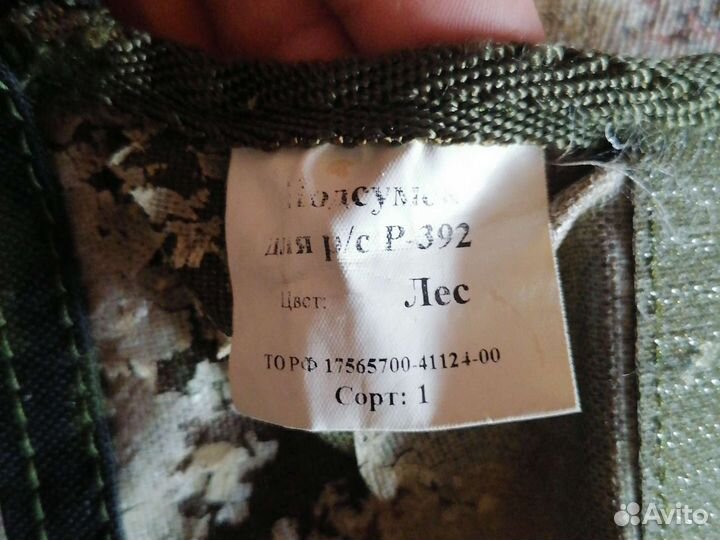 Подсумок
для р/с Р-392
Цвет: Лес
ТО РФ 17565700-41124-00
Сорт: 1
Avito